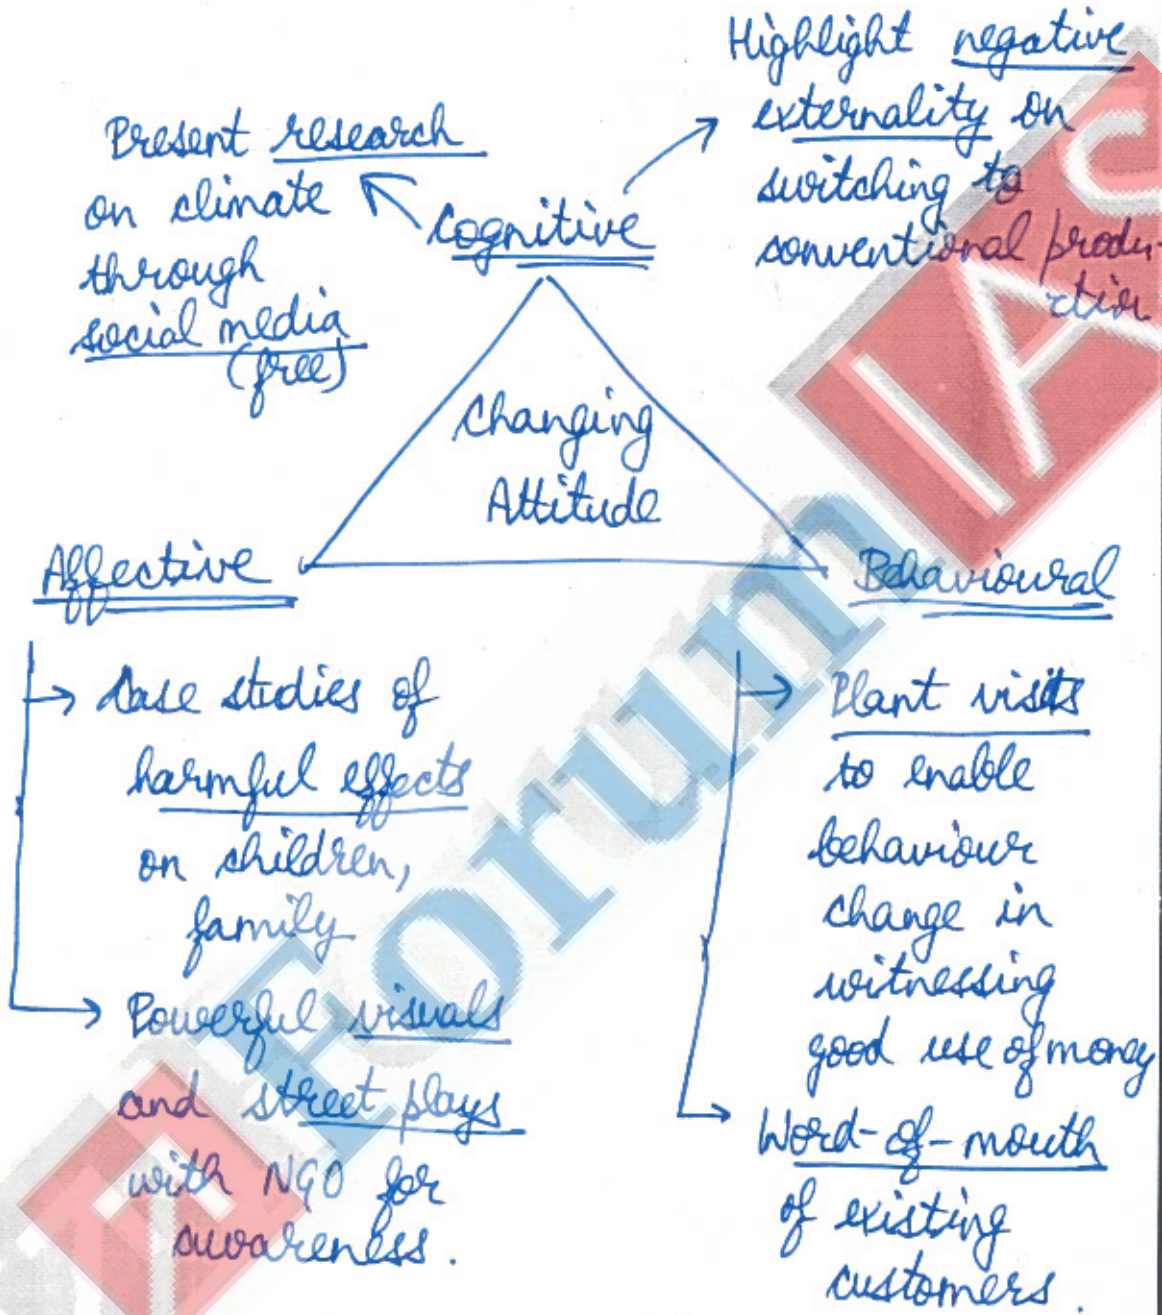 Highlight negative
externality on
switching to
conventional produ-
ction
Present research
on climate
through
social media
(free)
Cognitive
Changing
Attitude
Affective
Case studies of
harmful effects
on children,
family
Powerful visuals
and street plays
with NGO for
awareness.
Behavioural
Plant visits
to enable
behaviour
change in
witnessing
good use of money
Word-of-mouth
of existing
customers.
Forum IAS